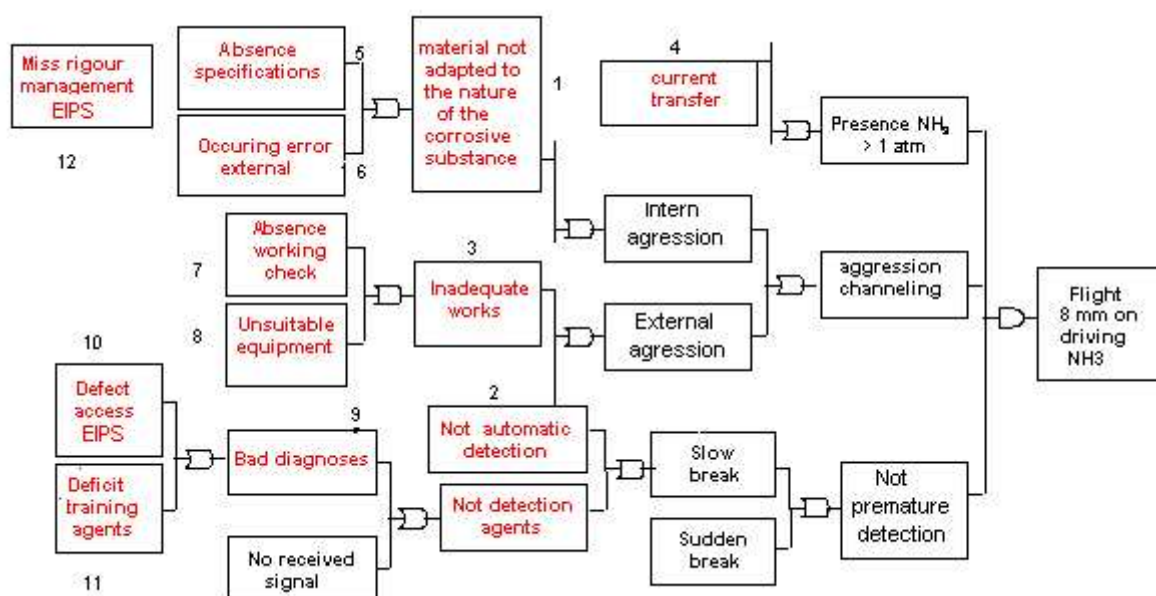 Miss rigour
management
EIPS
12
Absence
specifications
5
Occuring error
external
6
material not
adapted to
the nature
of the
corrosive
substance
1
4
current
transfer
Presence NH3
> 1 atm
Absence
working
check
7
Unsuitable
equipment
8
3
Inadequate
works
Intern
agression
External
agression
aggression
channeling
Flight
8 mm on
driving
NH3
10
Defect
access
EIPS
Deficit
training
agents
11
9
Bad diagnoses
No received
signal
2
Not automatic
detection
Not detection
agents
Slow
break
Sudden
break
Not
premature
detection